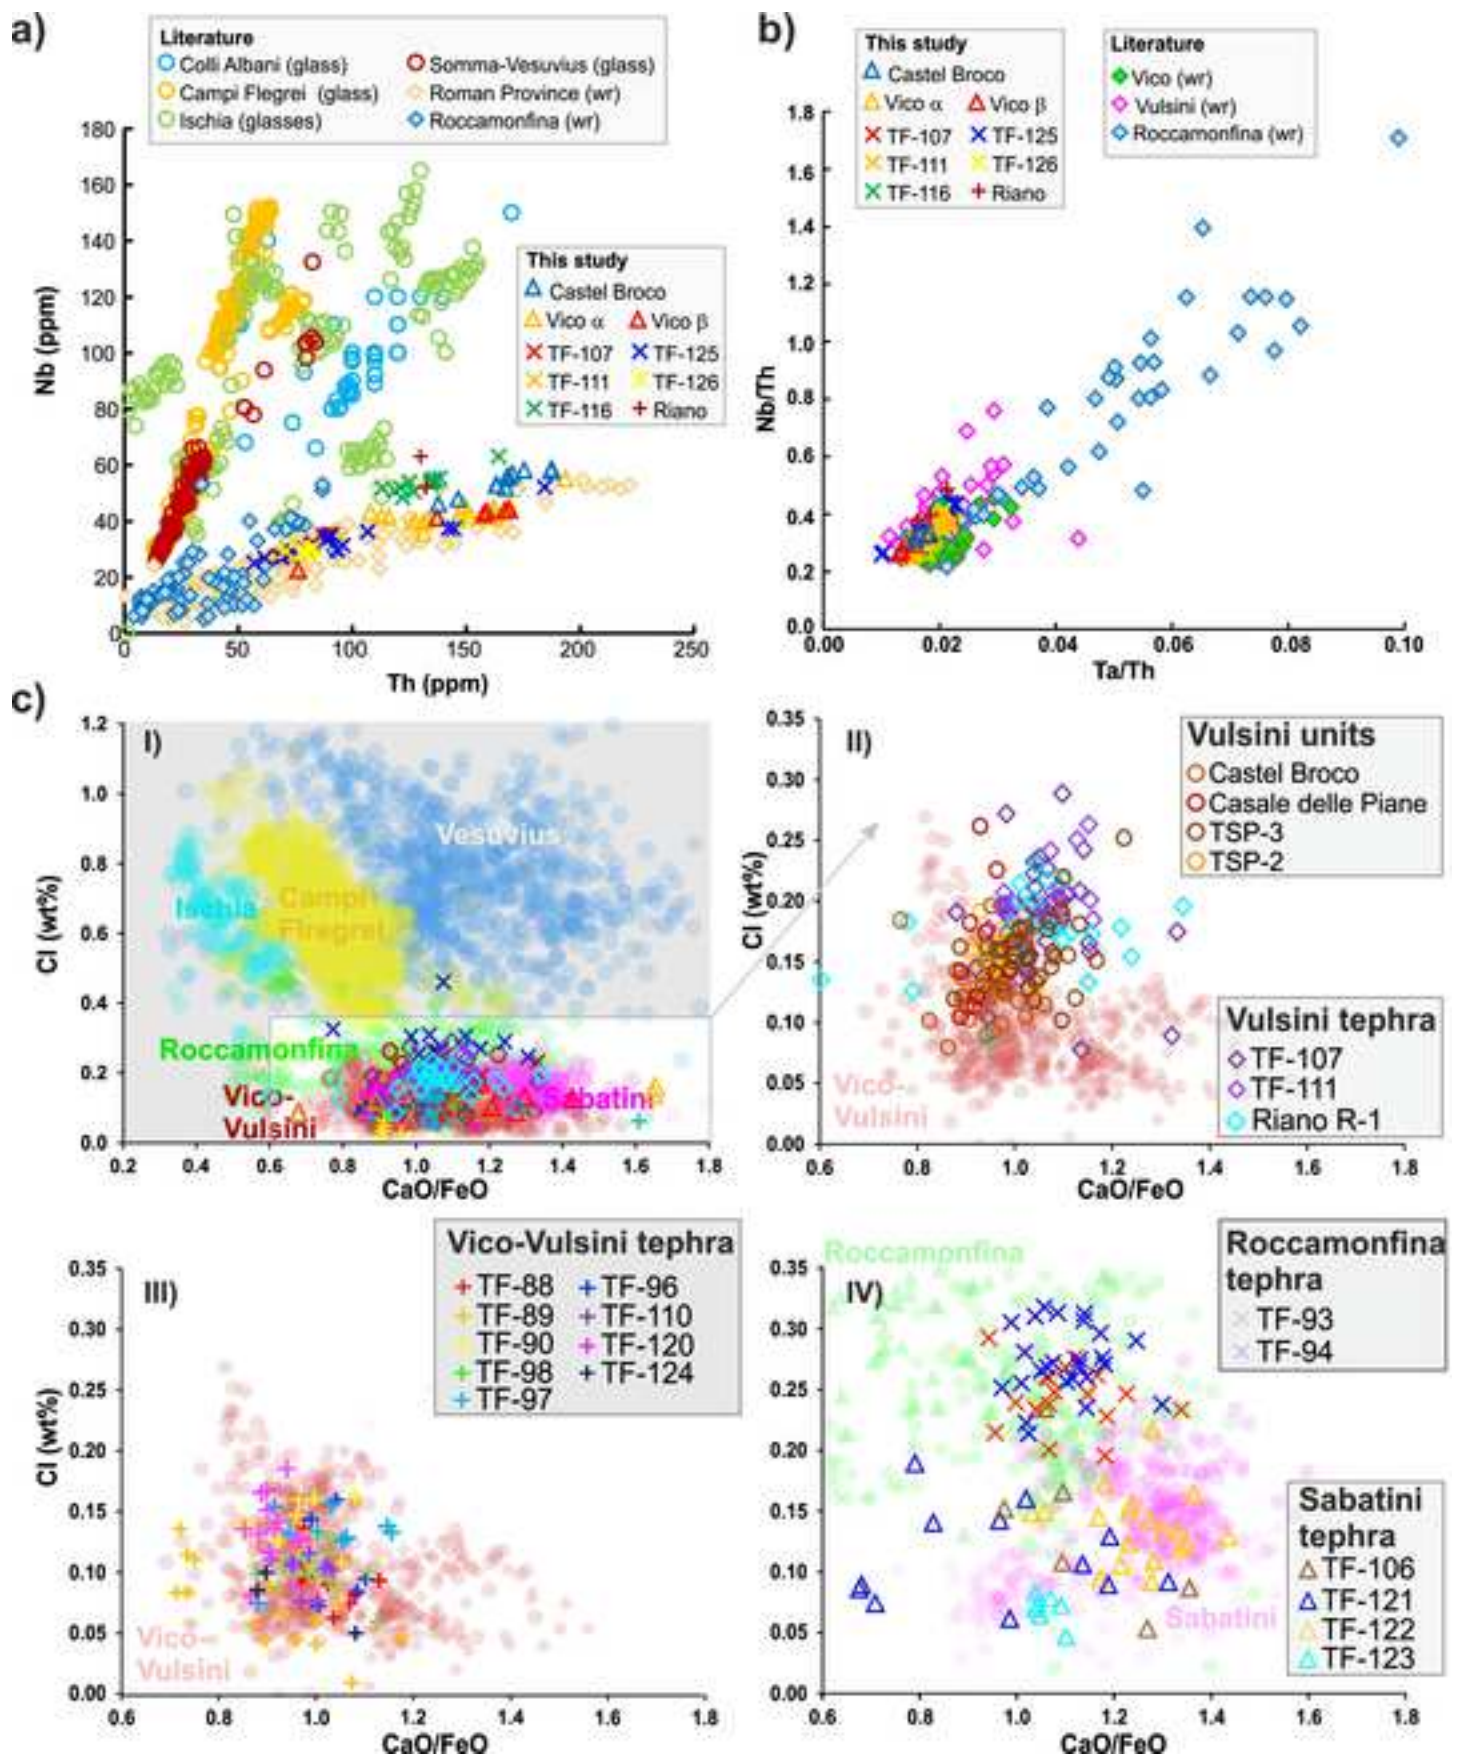 a)
Literature
Colli Albani (glass)
Somma-Vesuvius (glass)
Campi Flegrei (glass)
Roman Province (wr)
Ischia (glasses)
Roccamonfina (wr)
180
160
140
120
100
80
60
40
20
0
Nb (ppm)
This study
Castel Broco
Vico α
Vico β
TF-107
TF-125
TF-111
TF-126
TF-116
Riano
50
100
150
200
250
Th (ppm)
b)
This study
Castel Broco
Vico α
Vico β
TF-107
TF-125
TF-111
TF-126
TF-116
Riano
Literature
Vico (wr)
Vulsini (wr)
Roccamonfina (wr)
1.8
1.6
1.4
1.2
1.0
0.8
0.6
0.4
0.2
0.0
Nb/Th
0.00
0.02
0.04
0.06
0.08
0.10
Ta/Th
c)
I)
1.2
1.0
0.8
0.6
0.4
0.2
0.0
Cl (wt%)
Vesuvius
Ischia
Campi
Flregrei
Roccamonfina
Vico-
Vulsini
Sabatini
0.2
0.4
0.6
0.8
1.0
1.2
1.4
1.6
1.8
CaO/FeO
II)
0.35
0.30
0.25
0.20
0.15
0.10
0.05
0.00
Cl (wt%)
Vulsini units
Castel Broco
Casale delle Piane
TSP-3
TSP-2
Vulsini tephra
TF-107
TF-111
Riano R-1
Vico-
Vulsini
0.6
0.8
1.0
1.2
1.4
1.6
1.8
CaO/FeO
III)
0.35
0.30
0.25
0.20
0.15
0.10
0.05
0.00
Cl (wt%)
Vico-Vulsini tephra
TF-88
TF-96
TF-89
TF-110
TF-90
TF-120
TF-98
TF-124
TF-97
Vico-
Vulsini
0.6
0.8
1.0
1.2
1.4
1.6
1.8
CaO/FeO
IV)
0.35
0.30
0.25
0.20
0.15
0.10
0.05
0.00
Roccamonfina
Roccamonfina
tephra
TF-93
TF-94
Sabatini
tephra
TF-106
TF-121
TF-122
TF-123
Sabatini
0.6
0.8
1.0
1.2
1.4
1.6
1.8
CaO/FeO